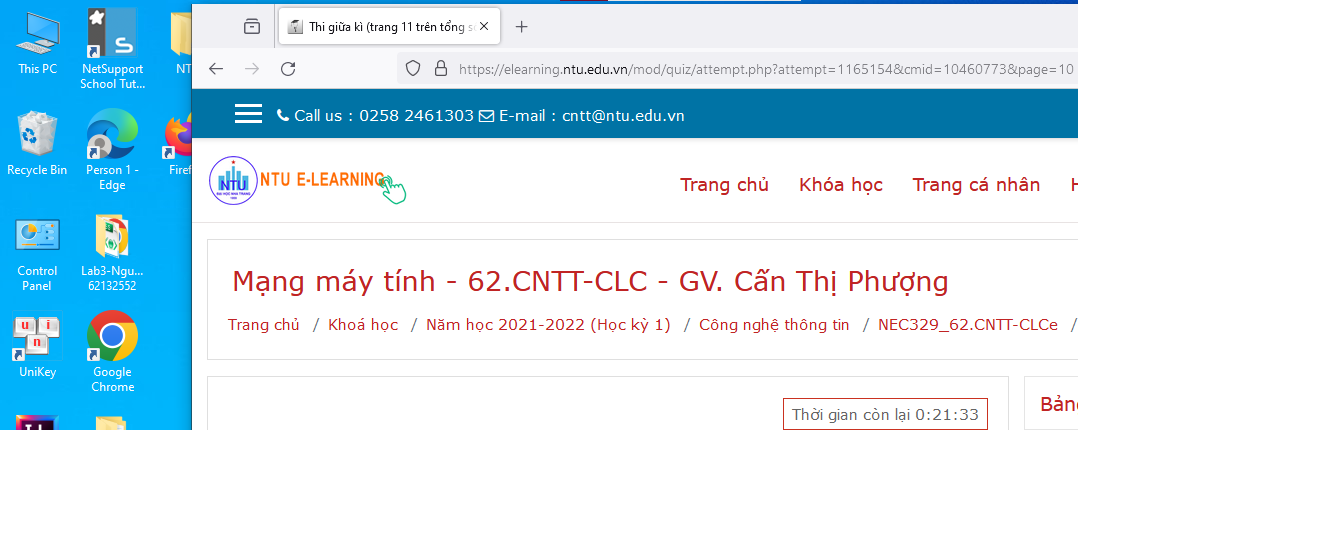 This PC
NetSupport
School Tut...
Recycle Bin
Person 1 -
Edge
Control
Panel
Lab3-Ngu...
62132552
UniKey
Google
Chrome
Thi giữa kì (trang 11 trên tổng
https://elearning.ntu.edu.vn/mod/quiz/attempt.php?attempt=1165154&cmid=10460773&page=10
Call us : 0258 2461303 E-mail : cntt@ntu.edu.vn
NTU
NTU E-LEARNING
Trang chủ Khóa học Trang cá nhân
Mạng máy tính - 62.CNTT-CLC - GV. Cấn Thị Phượng
Trang chủ / Khoá học / Năm học 2021-2022 (Học kỳ 1) / Công nghệ thông tin / NEC329_62.CNTT-CLCe /
Thời gian còn lại 0:21:33